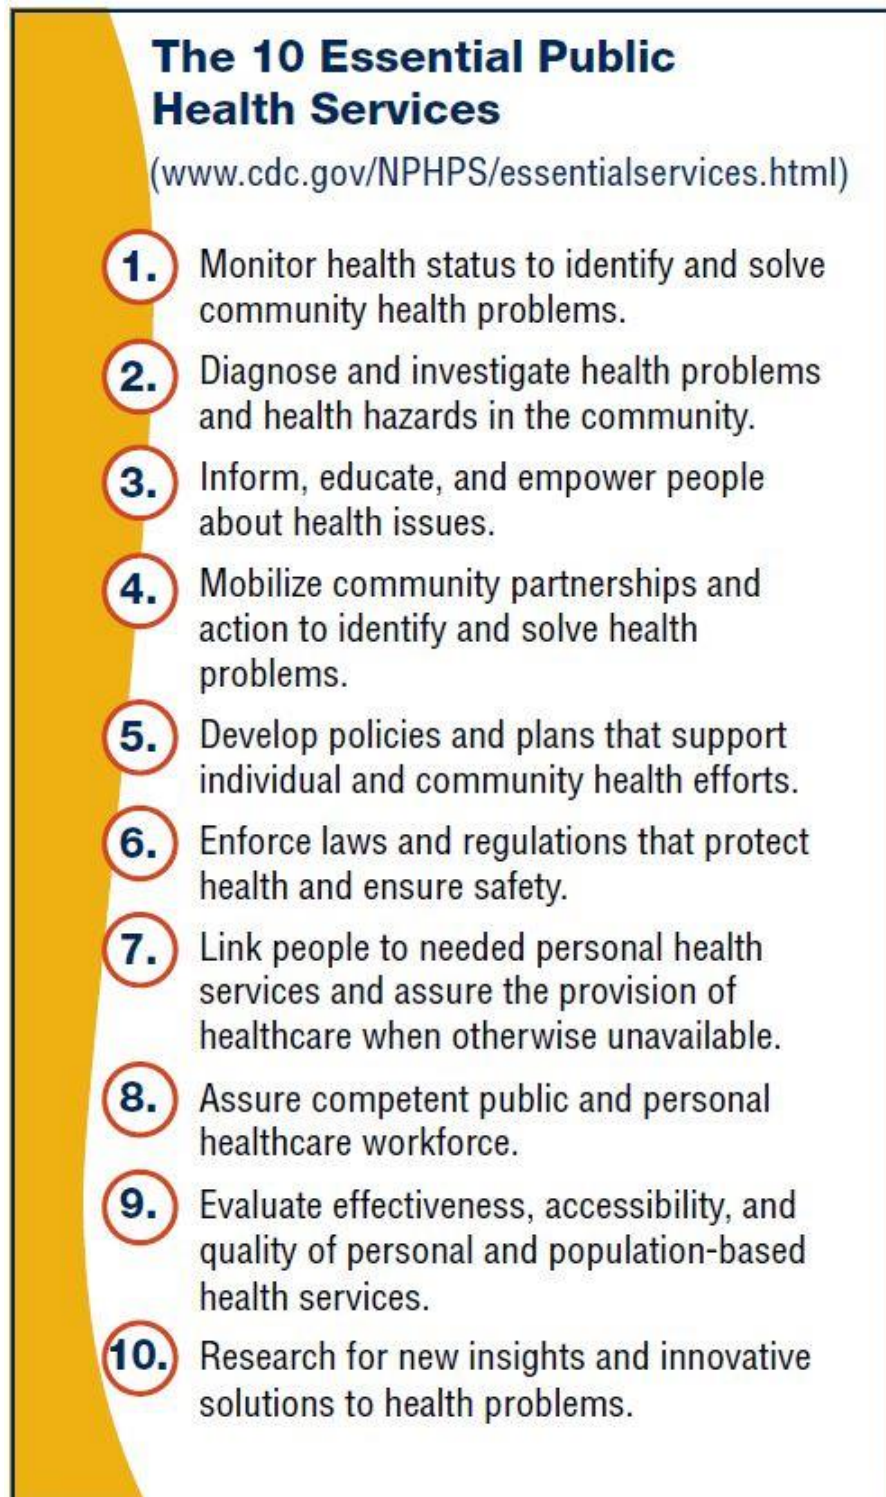 The 10 Essential Public
Health Services
(www.cdc.gov/NPHPS/essentialservices.html)
1. Monitor health status to identify and solve
community health problems.
2. Diagnose and investigate health problems
and health hazards in the community.
3. Inform, educate, and empower people
about health issues.
4. Mobilize community partnerships and
action to identify and solve health
problems.
5. Develop policies and plans that support
individual and community health efforts.
6. Enforce laws and regulations that protect
health and ensure safety.
7. Link people to needed personal health
services and assure the provision of
healthcare when otherwise unavailable.
8. Assure competent public and personal
healthcare workforce.
9. Evaluate effectiveness, accessibility, and
quality of personal and population-based
health services.
10. Research for new insights and innovative
solutions to health problems.